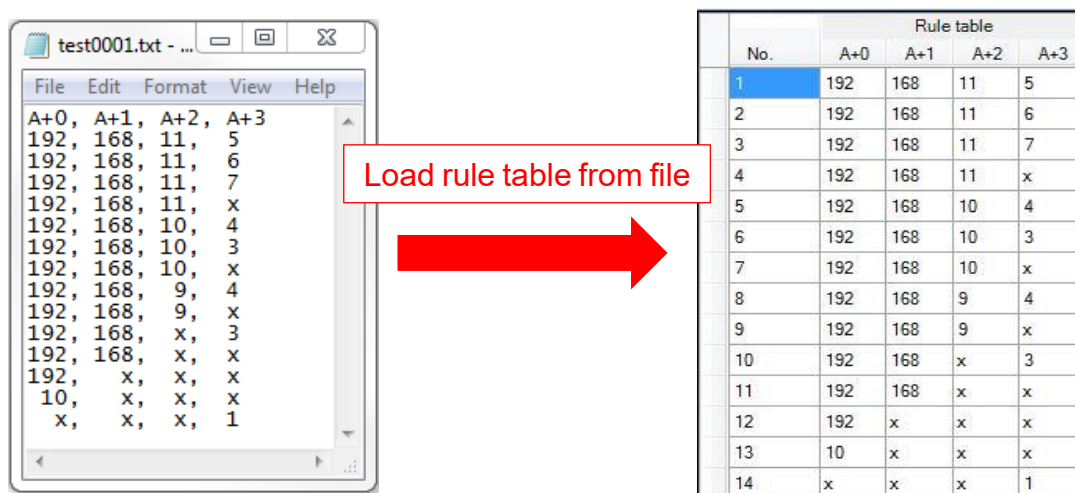 test0001.txt - ...
File Edit Format View Help
A+0, A+1, A+2, A+3
192, 168, 11, 5
192, 168, 11, 6
192, 168, 11, 7
192, 168, 11, x
192, 168, 10, 4
192, 168, 10, 3
192, 168, 10, x
192, 168, 9, 4
192, 168, 9, x
192, 168, x, 3
192, 168, x, x
192, x, x, x
10, x, x, x
x, x, x, 1
Load rule table from file
Rule table
No. A+0 A+1 A+2 A+3
1 192 168 11 5
2 192 168 11 6
3 192 168 11 7
4 192 168 11 x
5 192 168 10 4
6 192 168 10 3
7 192 168 10 x
8 192 168 9 4
9 192 168 9 x
10 192 168 x 3
11 192 168 x x
12 192 x x x
13 10 x x x
14 x x x 1